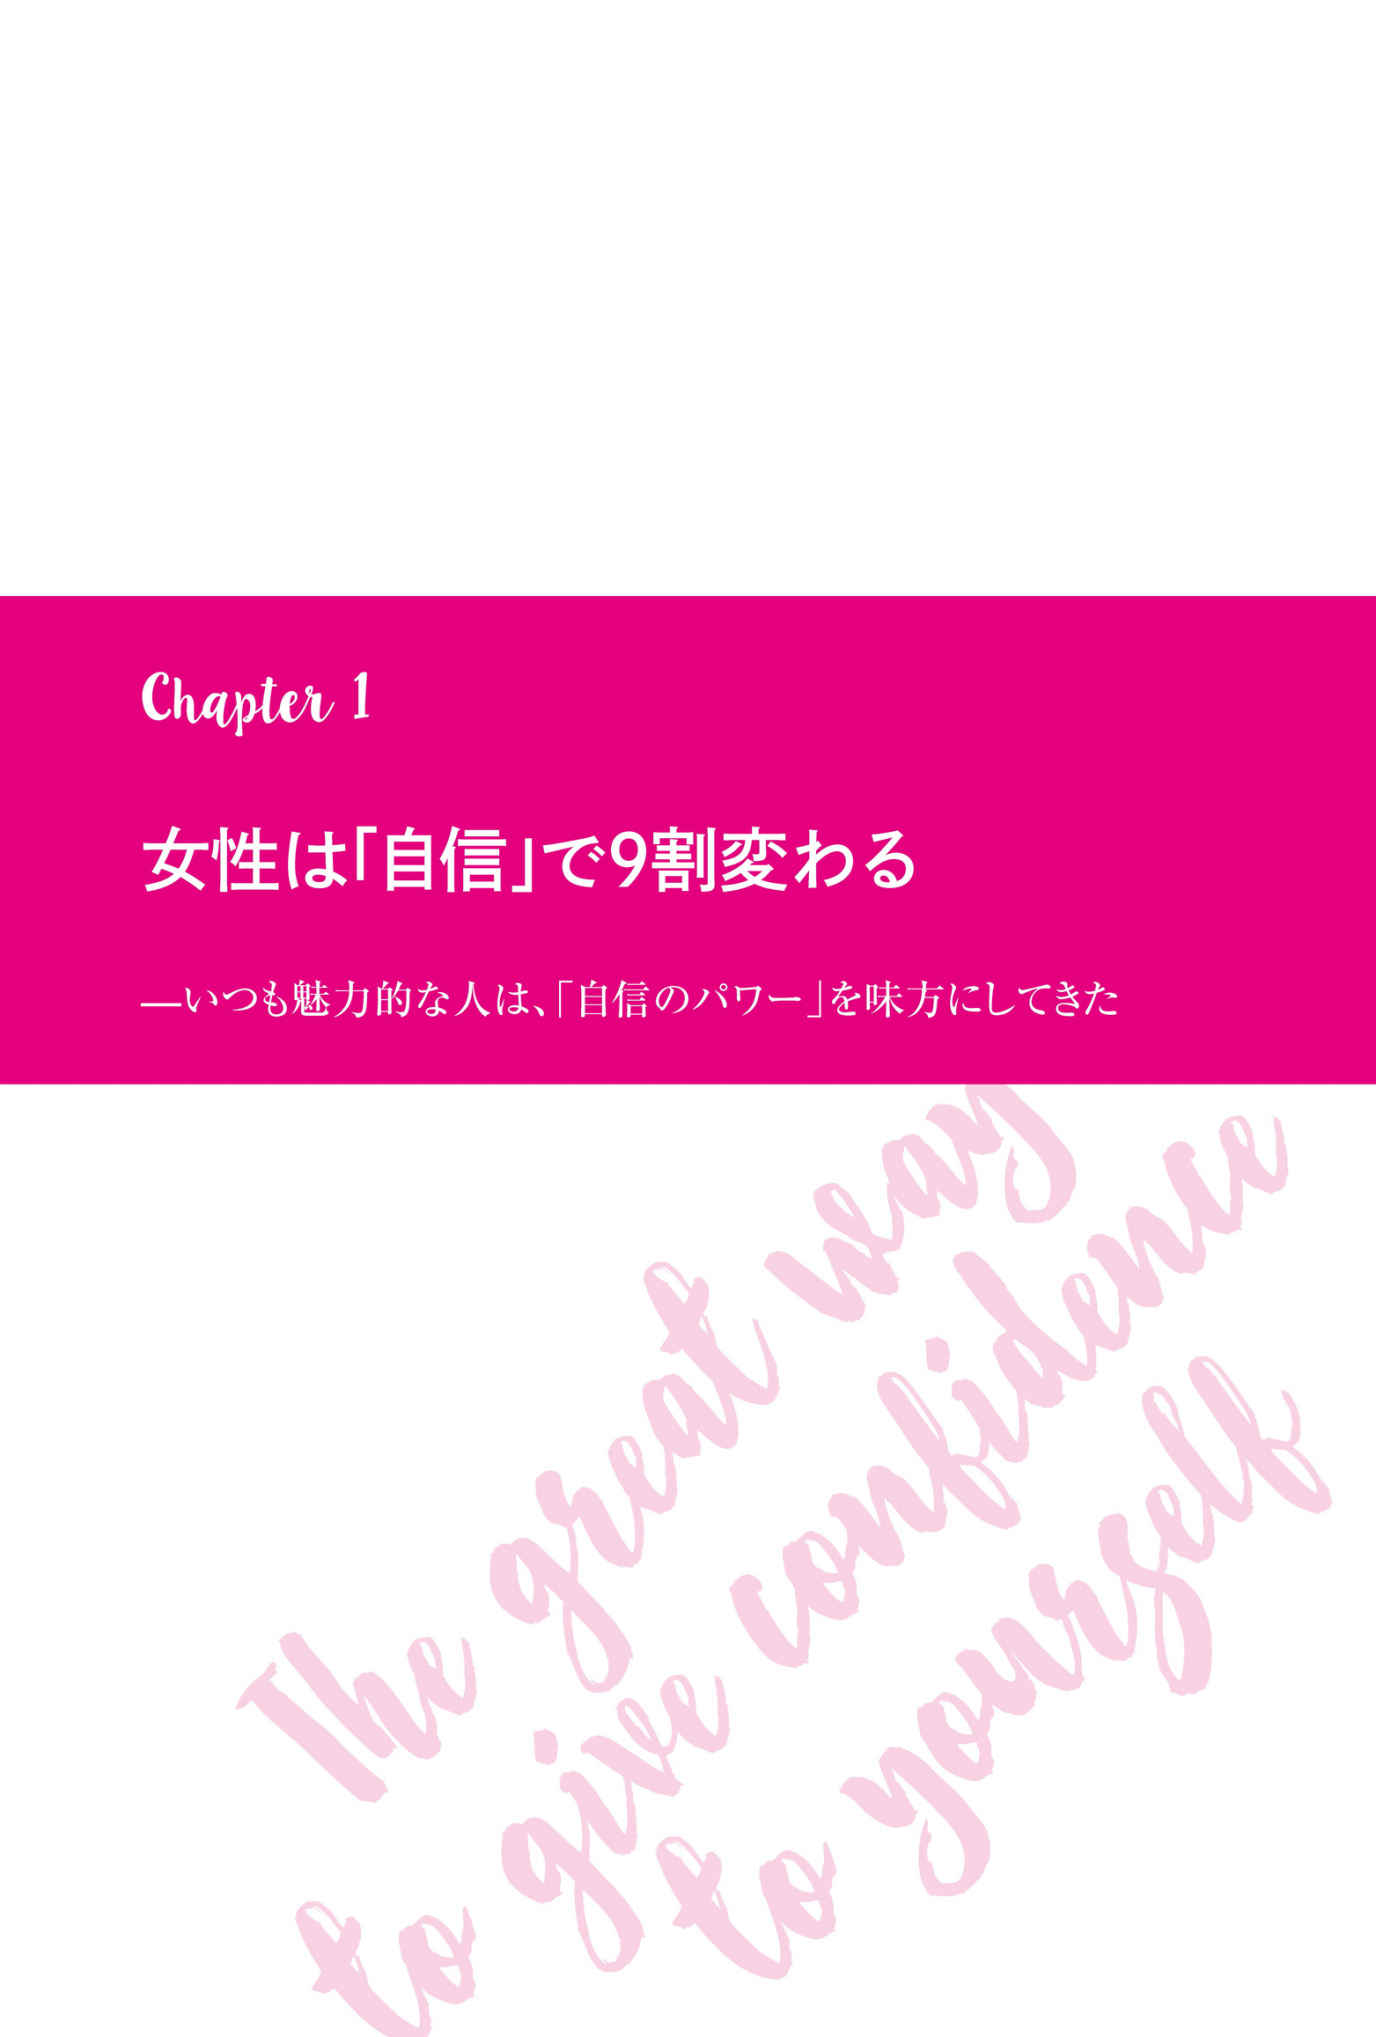 Chapter 1
女性は「自信」で9割変わる
―いつも魅力的な人は、「自信のパワー」を味方にしてきた
The great way
to give confidence
to yourself